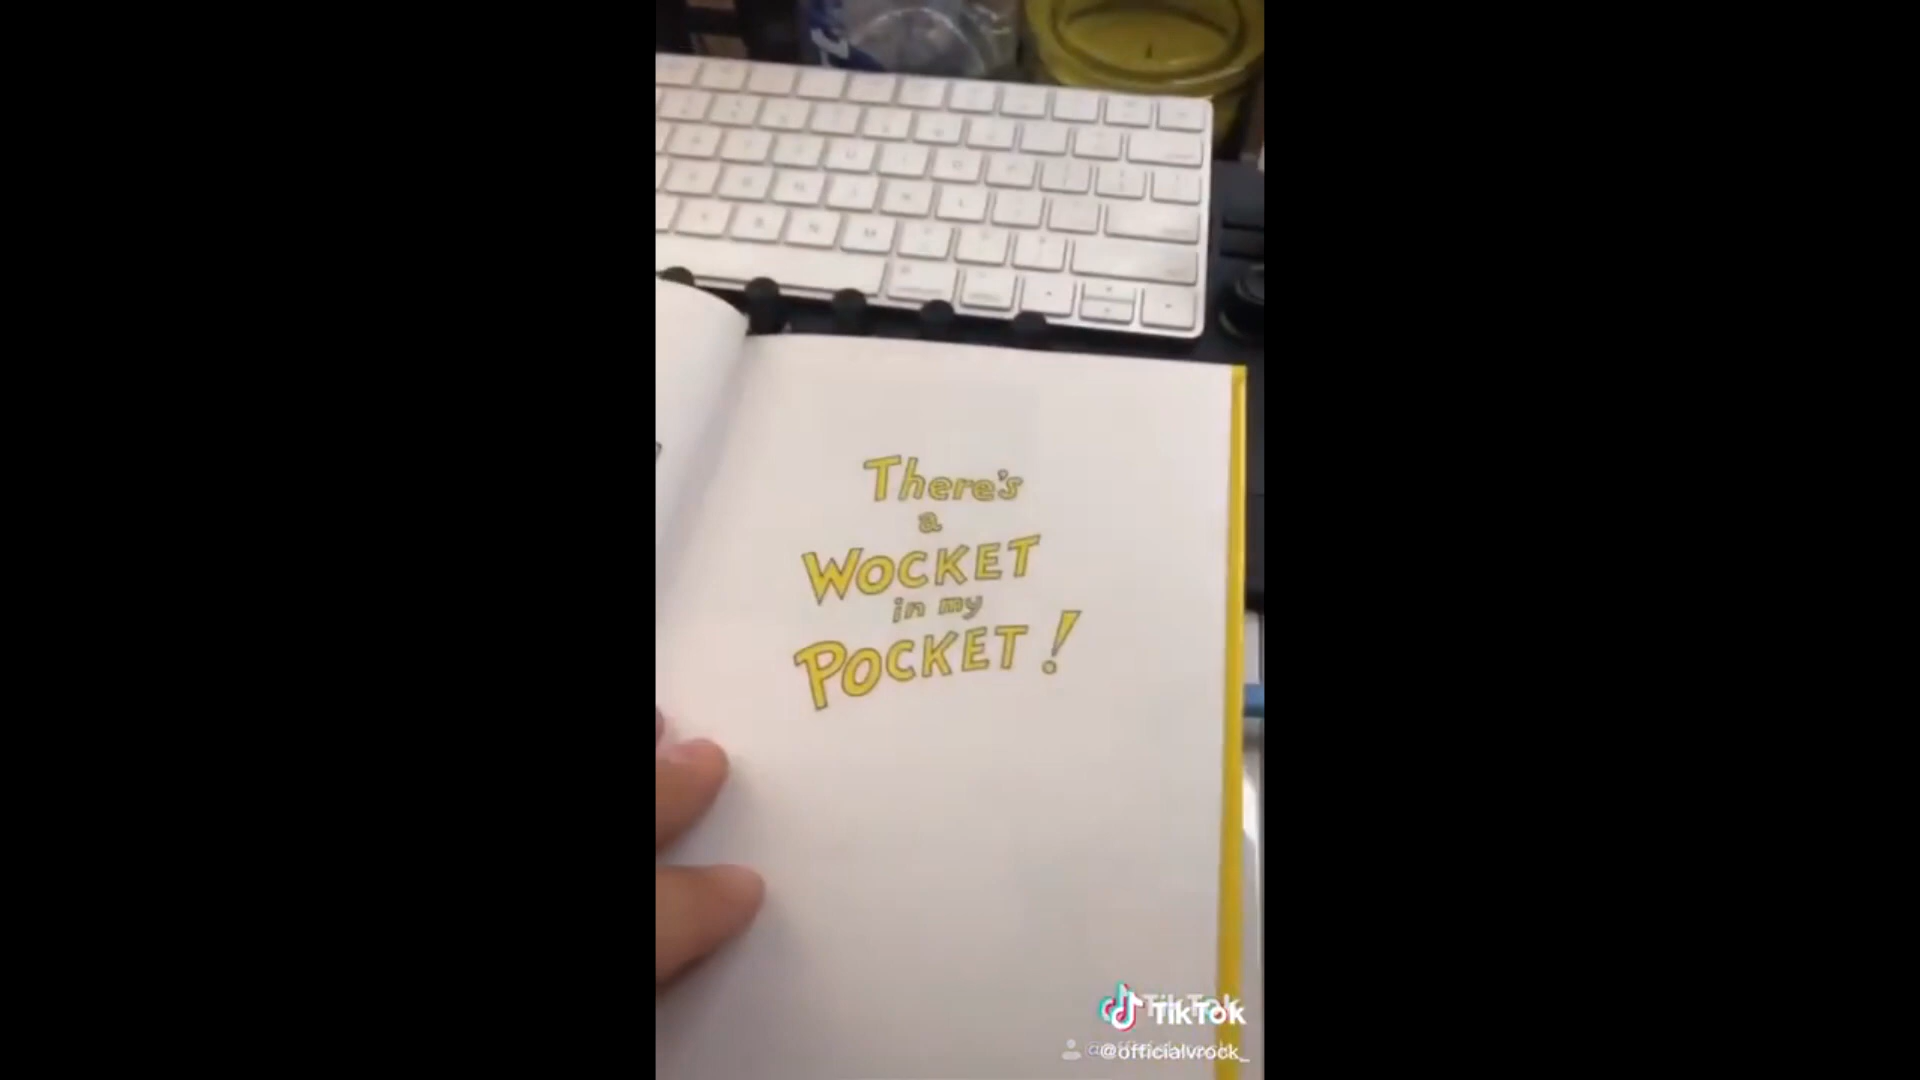 There's
a
WOCKET
in my
POCKET!
TikTok
@officialvrock_